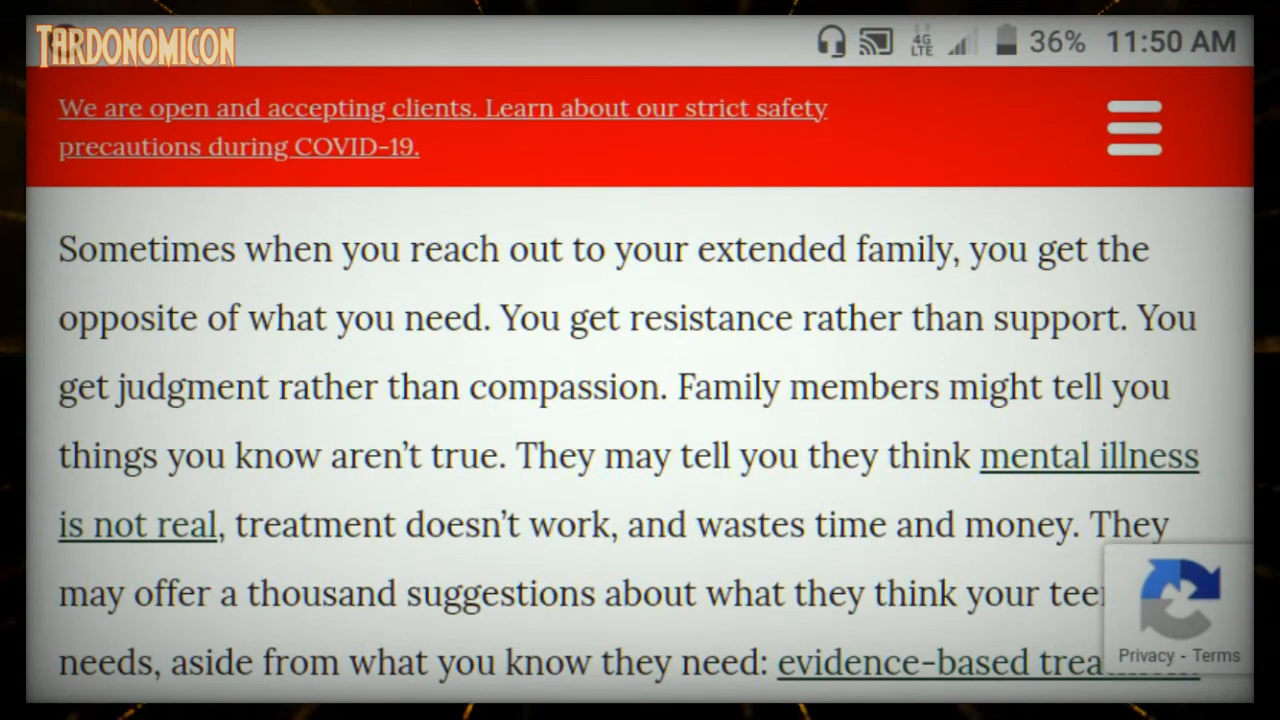 TARDONOMICON
4G
LTE
36% 11:50 AM
We are open and accepting clients. Learn about our strict safety
precautions during COVID-19.
Sometimes when you reach out to your extended family, you get the
opposite of what you need. You get resistance rather than support. You
get judgment rather than compassion. Family members might tell you
things you know aren’t true. They may tell you they think mental illness
is not real, treatment doesn’t work, and wastes time and money. They
may offer a thousand suggestions about what they think your
needs, aside from what you know they need: evidence-based
Privacy - Terms